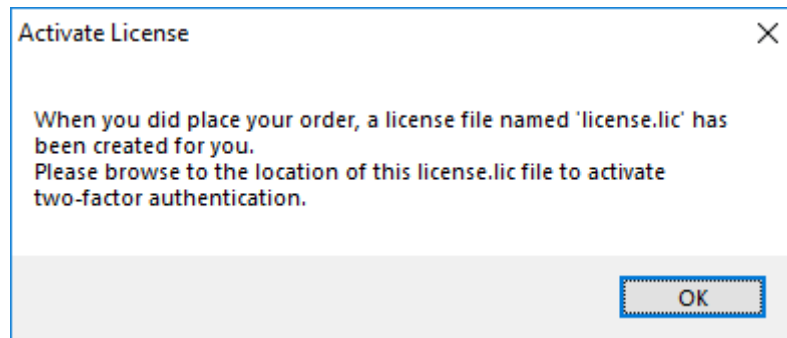 Activate License
When you did place your order, a license file named 'license.lic' has
been created for you.
Please browse to the location of this license.lic file to activate
two-factor authentication.
OK